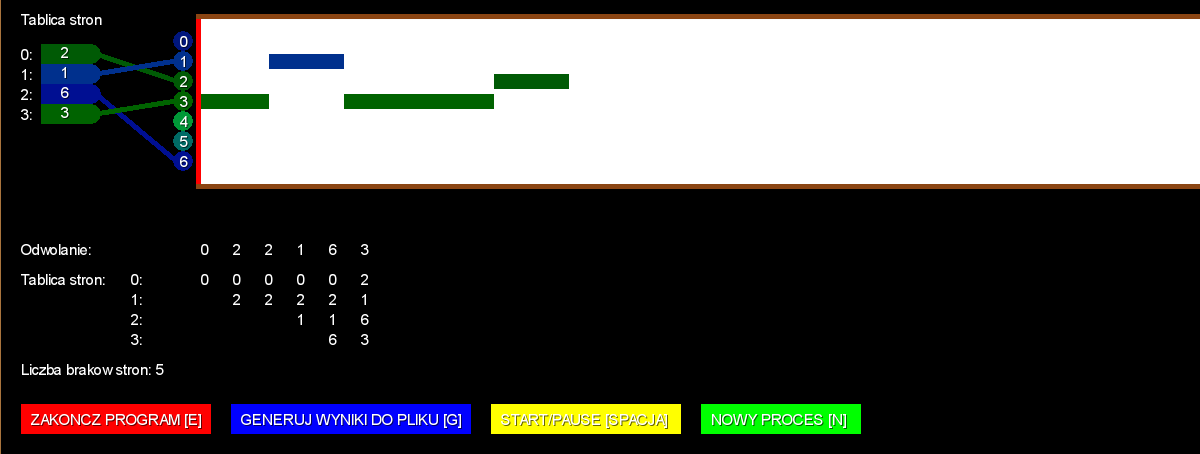 Tablica stron
0: 2
1: 1
2: 6
3: 3
0
1
2
3
4
5
6
Odwolanie: 0 2 2 1 6 3
Tablica stron: 0: 0 0 0 0 0 2
1: 2 2 2 2 1
2: 1 1 6
3: 6 3
Liczba brakow stron: 5
ZAKONCZ PROGRAM [E] GENERUJ WYNIKI DO PLIKU [G] START/PAUSE [SPACJA] NOWY PROCES [N]